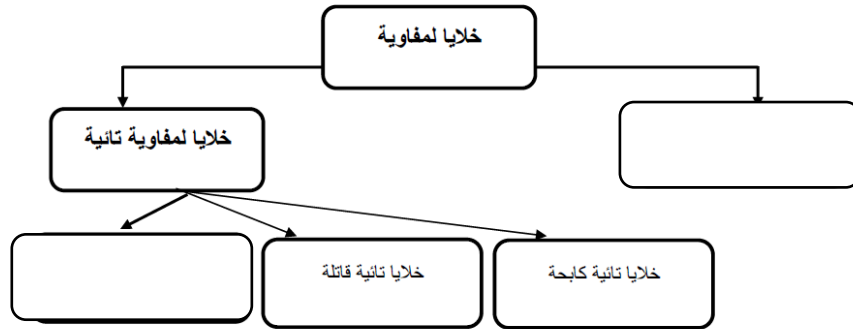 خلايا لمفاوية
خلايا لمفاوية تائية
خلايا تائية كابحة
خلايا تائية قاتلة